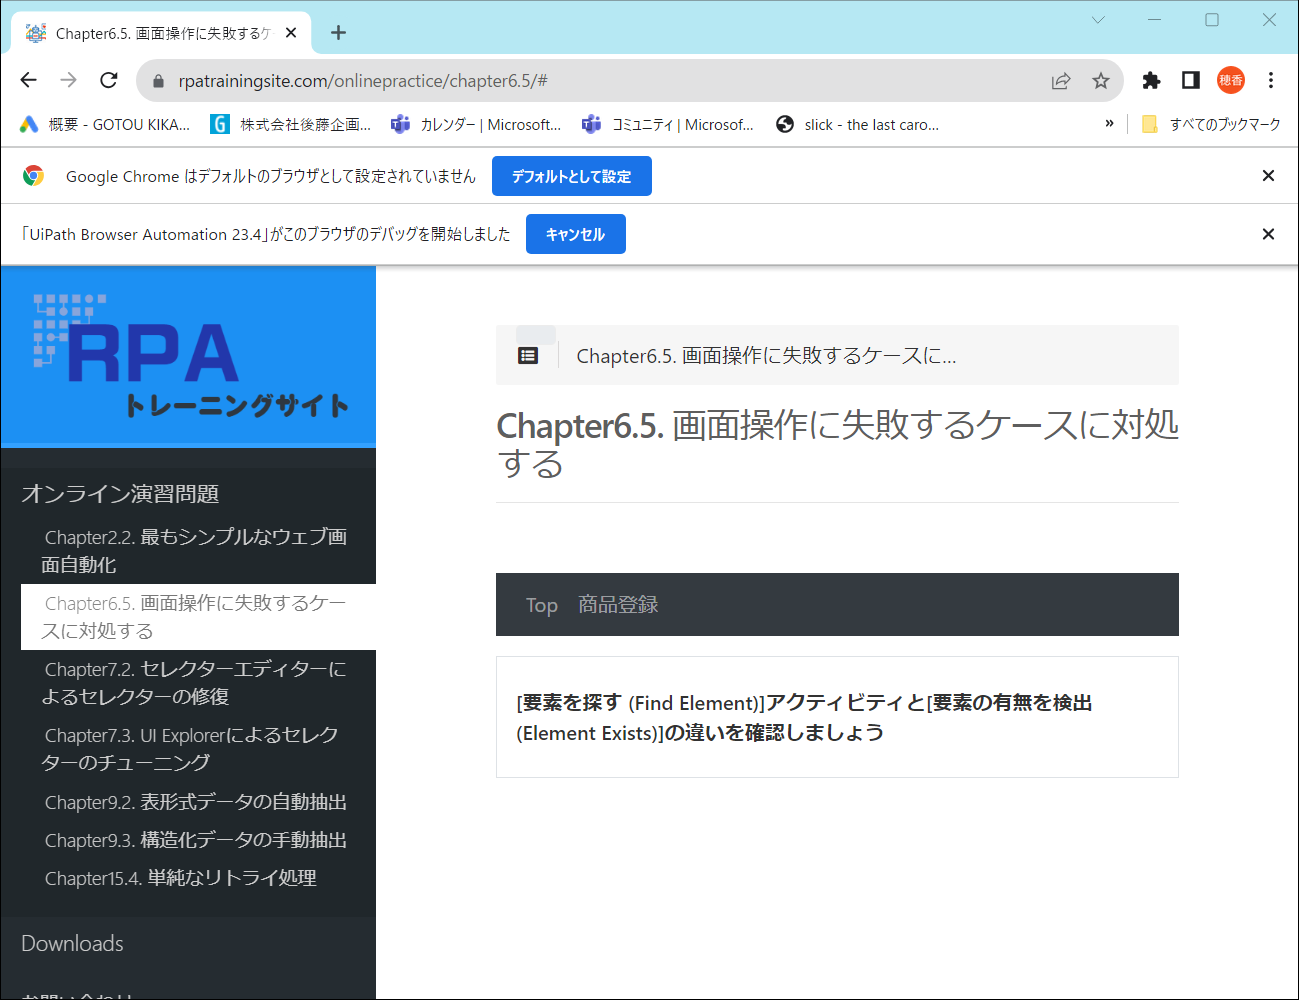 Chapter6.5. 画面操作に失敗するケ
rpatrainingsite.com/onlinepractice/chapter6.5/#
穂香
概要 - GOTOU KIKA...
株式会社後藤企画...
カレンダー | Microsoft...
コミュニティ | Microsof...
slick - the last caro...
»
すべてのブックマーク
Google Chrome はデフォルトのブラウザとして設定されていません
デフォルトとして設定
「UiPath Browser Automation 23.4」がこのブラウザのデバッグを開始しました
キャンセル
RPA
トレーニングサイト
オンライン演習問題
Chapter2.2. 最もシンプルなウェブ画
面自動化
Chapter6.5. 画面操作に失敗するケー
スに対処する
Chapter7.2. セレクターエディターに
よるセレクターの修復
Chapter7.3. UI Explorerによるセレク
ターのチューニング
Chapter9.2. 表形式データの自動抽出
Chapter9.3. 構造化データの手動抽出
Chapter15.4. 単純なリトライ処理
Downloads
お問い合わせ
Chapter6.5. 画面操作に失敗するケースに...
Chapter6.5. 画面操作に失敗するケースに対処
する
Top 商品登録
[要素を探す (Find Element)]アクティビティと[要素の有無を検出
(Element Exists)]の違いを確認しましょう